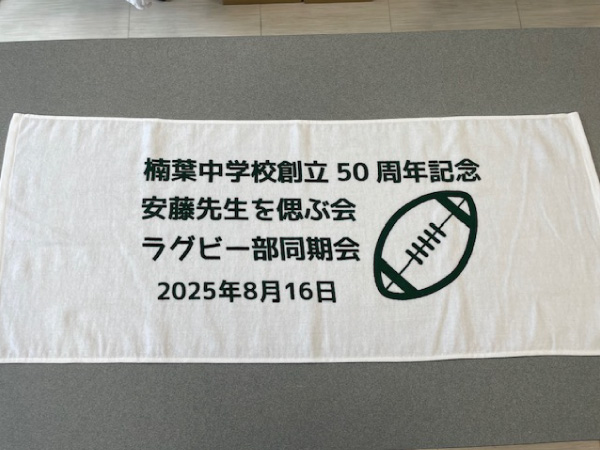 楠葉中学校創立 50 周年記念
安藤先生を偲ぶ会
ラグビー部同期会
2025年8月16日